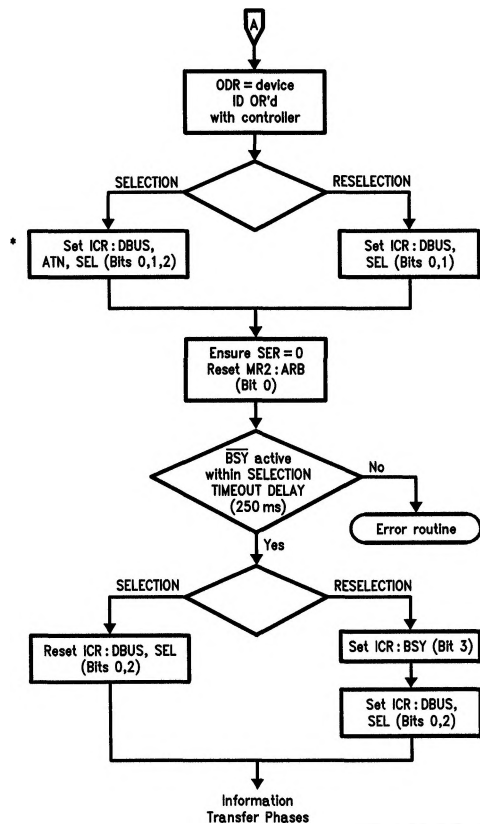 A
ODR = device
ID OR'd
with controller
SELECTION
RESELECTION
*
Set ICR : DBUS,
ATN, SEL (Bits 0,1,2)
Set ICR : DBUS,
SEL (Bits 0,1)
Ensure SER = 0
Reset MR2 : ARB
(Bit 0)
BSY active
within SELECTION
TIMEOUT DELAY
(250 ms)
No
Error routine
Yes
SELECTION
RESELECTION
Reset ICR : DBUS, SEL
(Bits 0,2)
Set ICR : BSY (Bit 3)
Set ICR : DBUS,
SEL (Bits 0,2)
Information
Transfer Phases